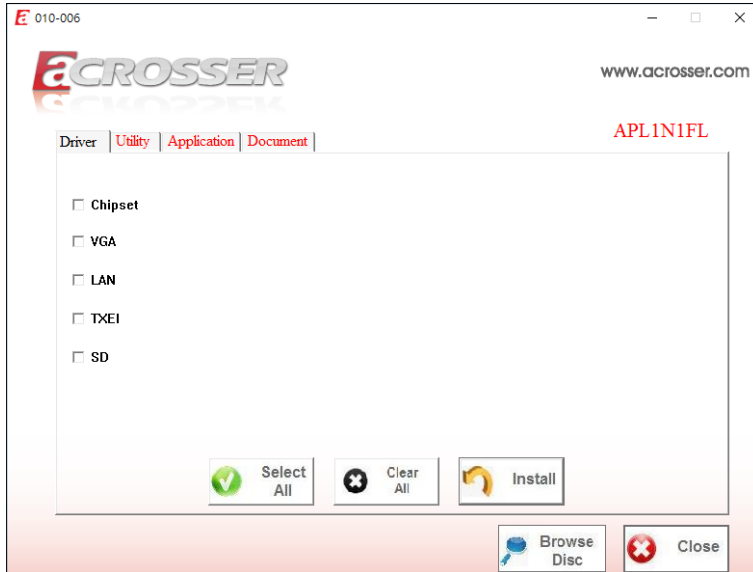 010-006
acrosser
www.acrosser.com
APL1N1FL
Driver Utility Application Document
Chipset
VGA
LAN
TXEI
SD
Select All
Clear All
Install
Browse Disc
Close